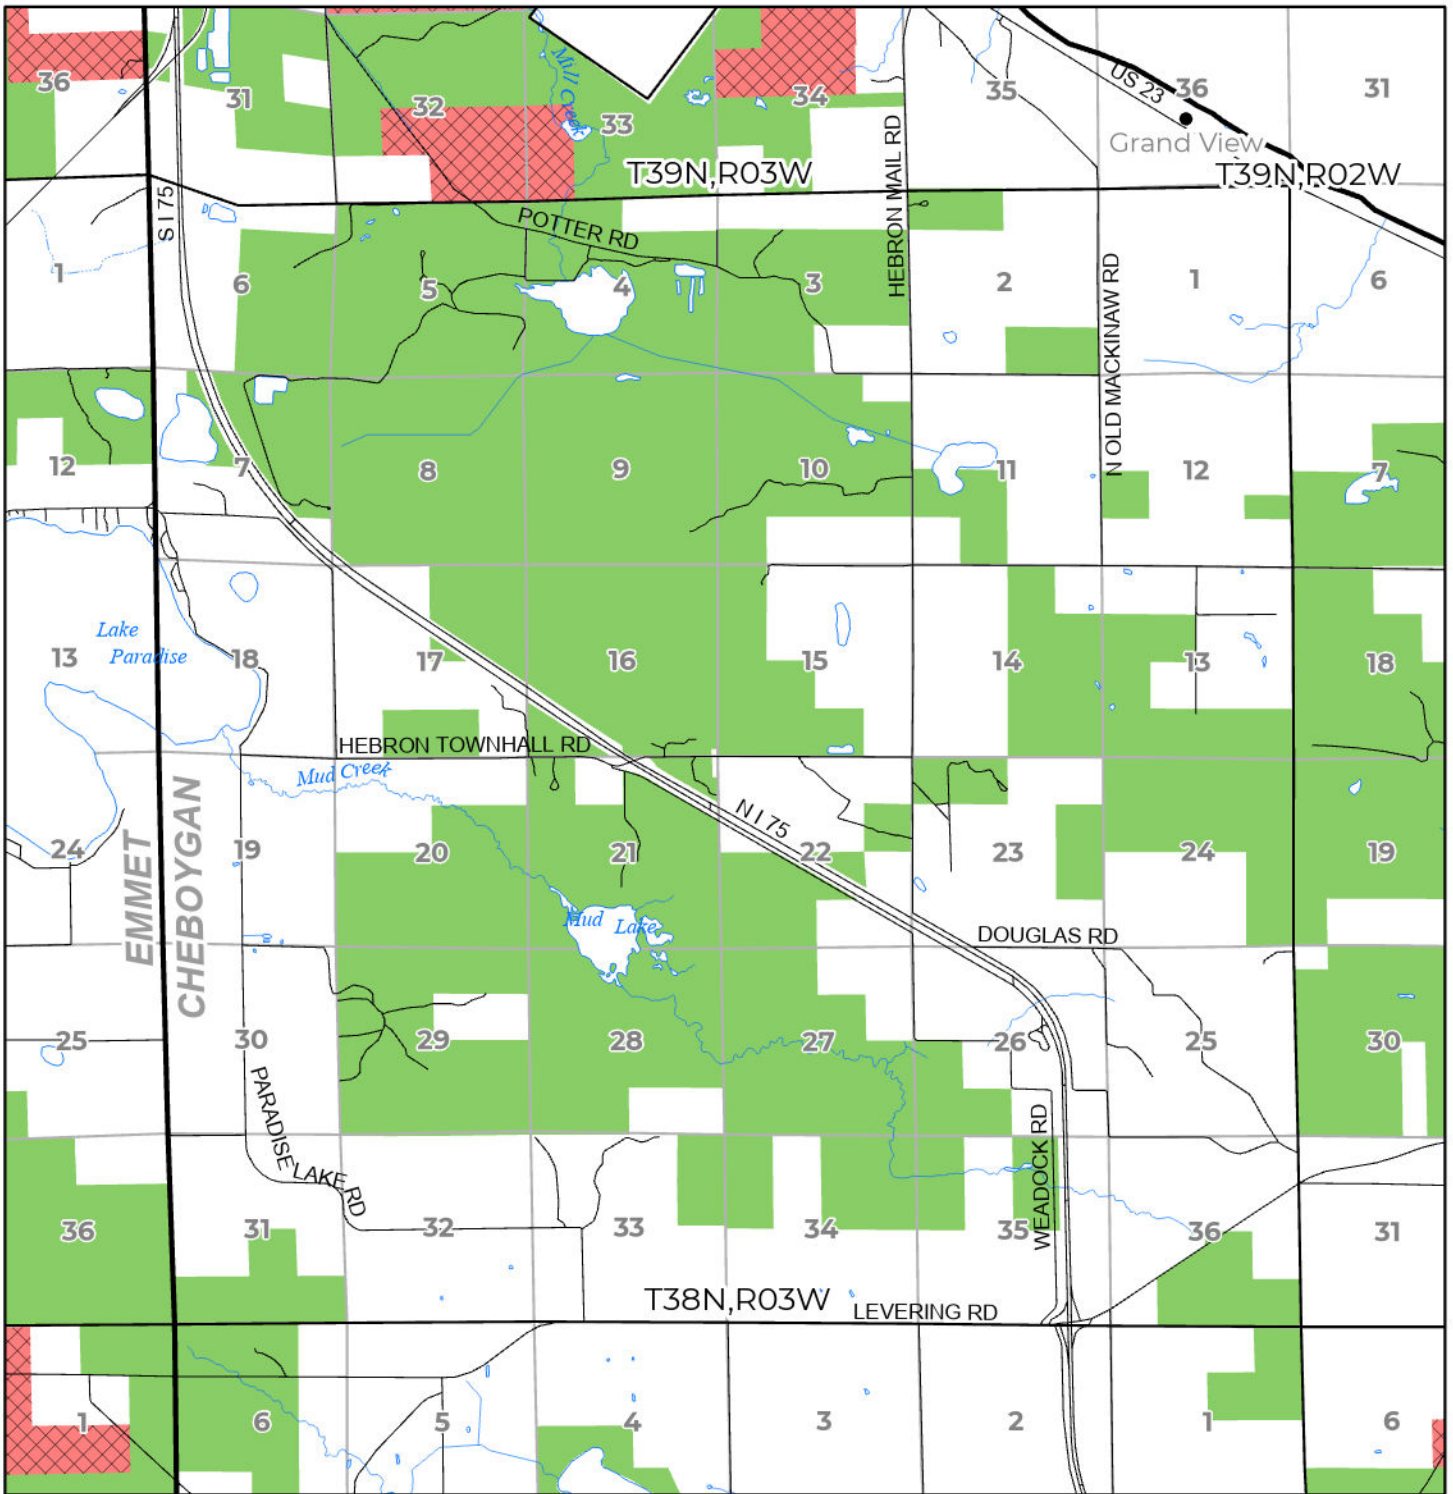 36
31
32
Mill Creek
33
34
35
US 23
36
31
Grand View
T39N,R03W
T39N,R02W
S I 75
POTTER RD
HEBRON MAIL RD
N OLD MACKINAW RD
1
6
5
4
3
2
1
6
12
7
8
9
10
11
12
7
Lake
Paradise
13
18
17
16
15
14
13
18
HEBRON TOWNHALL RD
Mud Creek
N I 75
24
EMMET
CHEBOYGAN
19
20
21
22
23
24
19
Mud Lake
DOUGLAS RD
25
30
29
28
27
26
25
30
PARADISE LAKE RD
WEADOCK RD
36
31
32
33
34
35
36
31
T38N,R03W
LEVERING RD
1
6
5
4
3
2
1
6